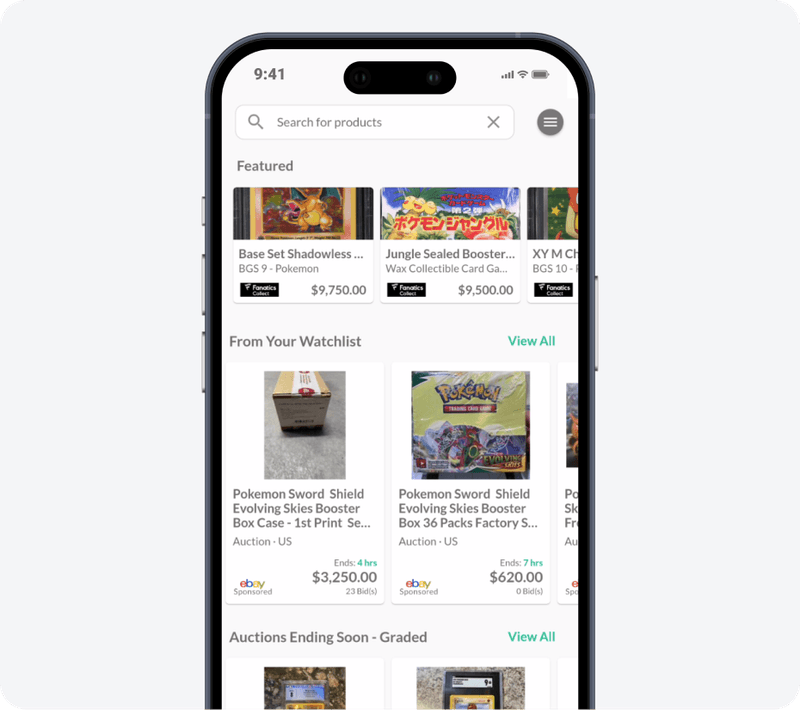 9:41
Search for products
Featured
第2弾
ポケモンジャングル
Base Set Shadowless ...
BGS 9 - Pokemon
Fanatics
Collect
$9,750.00
Jungle Sealed Booster...
Wax Collectible Card Ga...
Fanatics
Collect
$9,500.00
XY M Ch
BGS 10 -
Fanatics
Collect
From Your Watchlist
View All
Pokemon Sword Shield
Evolving Skies Booster
Box Case - 1st Print Se...
Auction · US
Ends: 4 hrs
$3,250.00
23 Bid(s)
ebay
Sponsored
POKéMON
TRADING CARD GAME
EVOLVING
SKIES
Pokemon Sword Shield
Evolving Skies Booster
Box 36 Packs Factory S...
Auction · US
Ends: 7 hrs
$620.00
0 Bid(s)
ebay
Sponsored
Po
Sk
Fr
Au
Auctions Ending Soon - Graded
View All